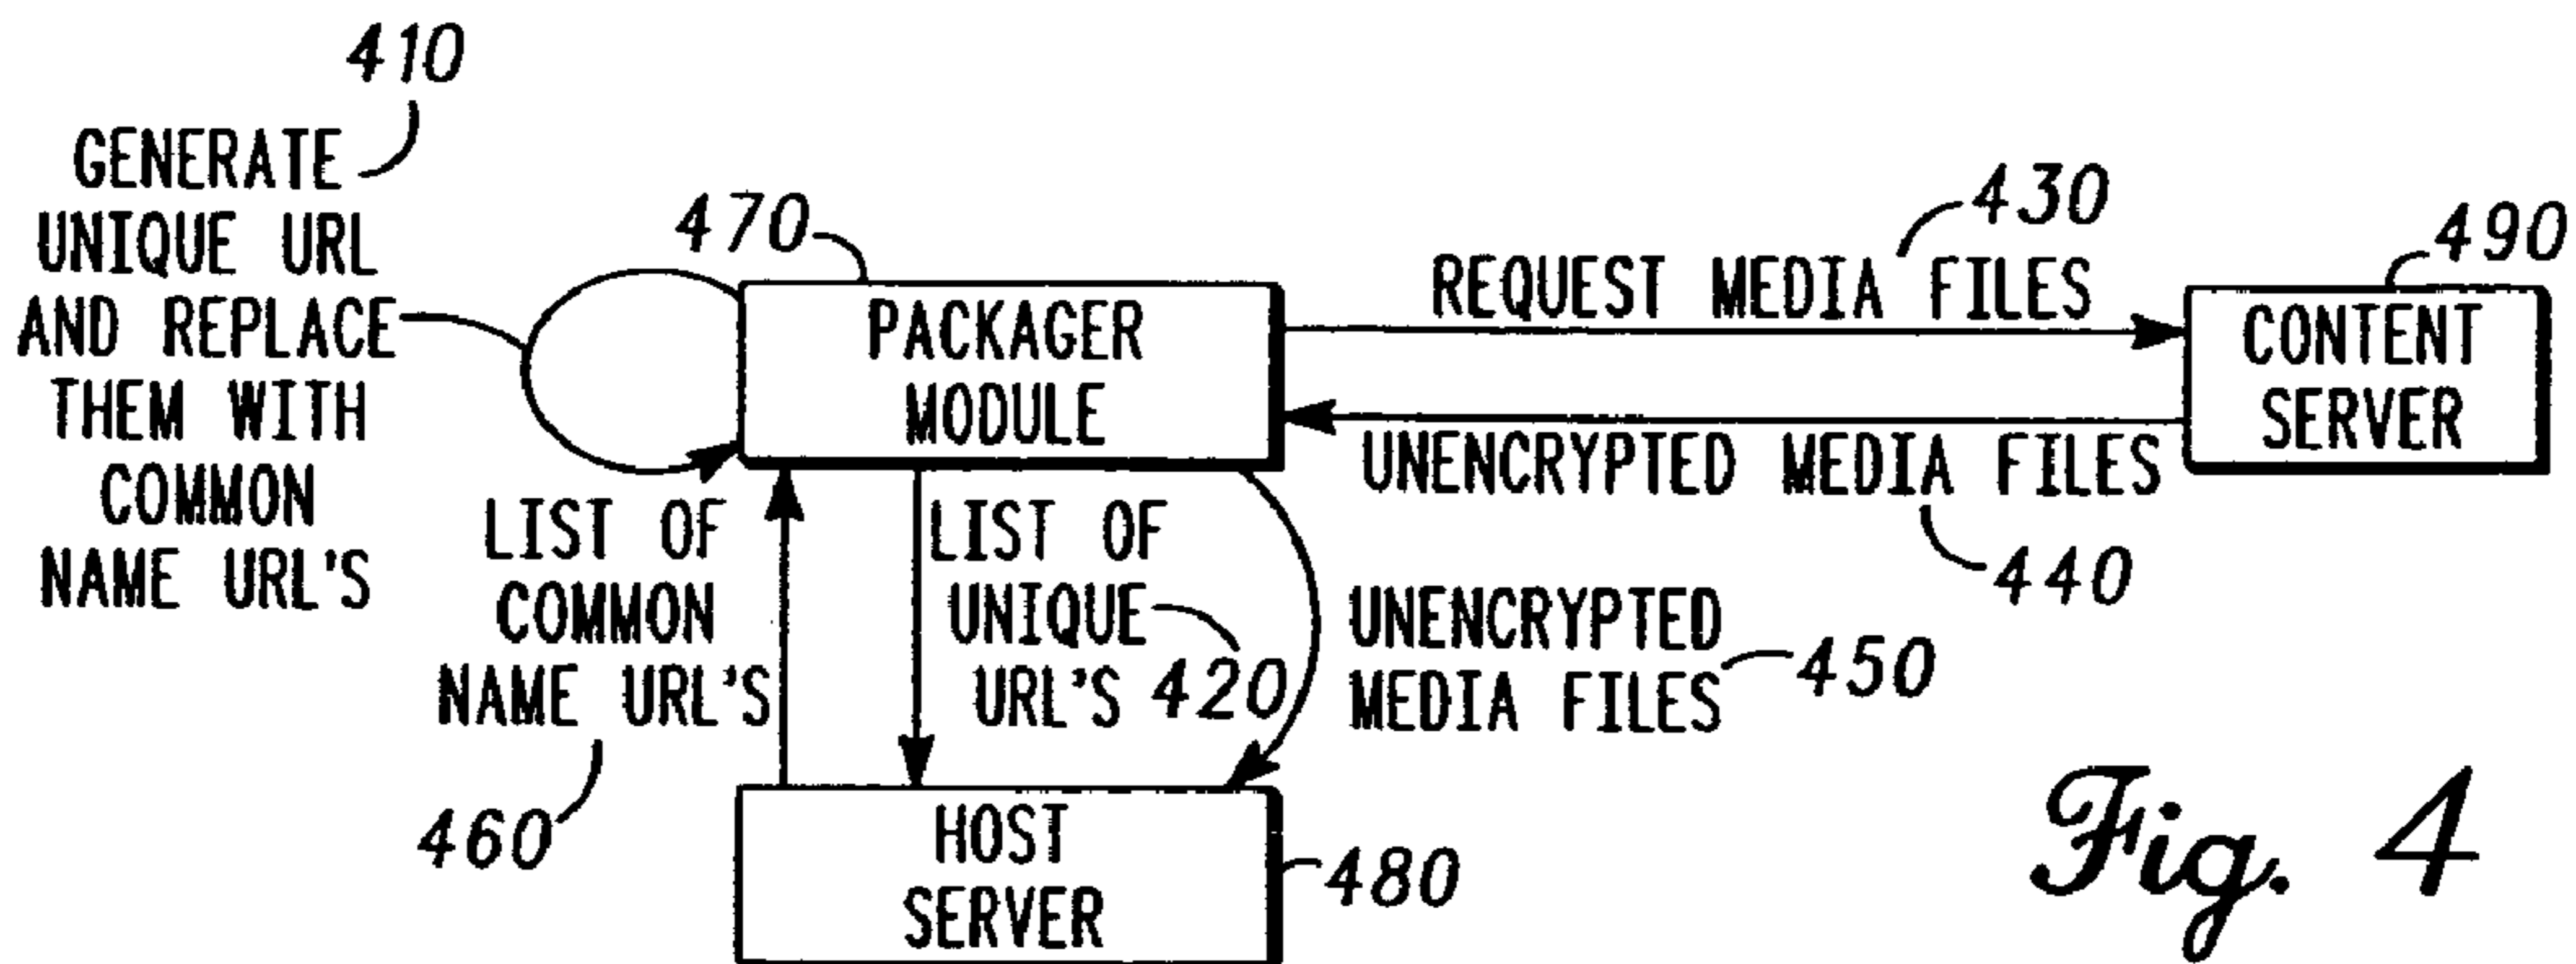 410
GENERATE
UNIQUE URL
AND REPLACE
THEM WITH
COMMON
NAME URL'S
470
PACKAGER
MODULE
430
REQUEST MEDIA FILES
490
CONTENT
SERVER
UNENCRYPTED MEDIA FILES
440
LIST OF
COMMON
NAME URL'S
460
LIST OF
UNIQUE
URL'S
420
UNENCRYPTED
MEDIA FILES
450
HOST
SERVER
480
Fig. 4